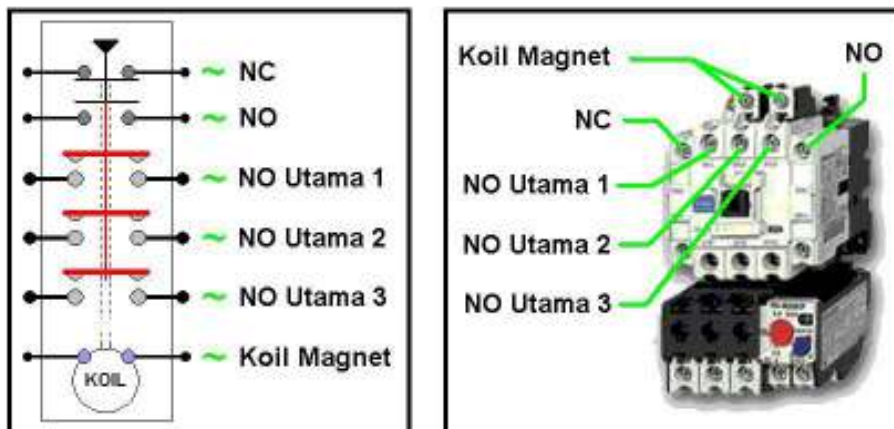 NC
NO
NO Utama 1
NO Utama 2
NO Utama 3
Koil Magnet
KOIL
Koil Magnet
NO
NC
NO Utama 1
NO Utama 2
NO Utama 3